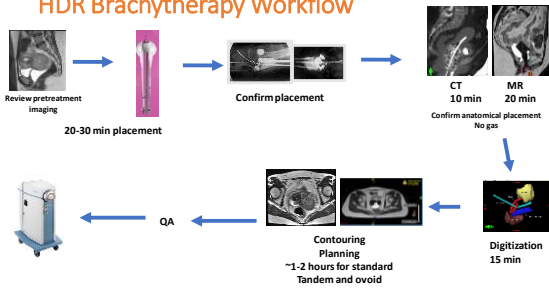 HDR Brachytherapy Workflow
Review pretreatment
imaging
20-30 min placement
Confirm placement
CT
10 min
MR
20 min
Confirm anatomical placement
No gas
Digitization
15 min
Contouring
Planning
~1-2 hours for standard
Tandem and ovoid
QA